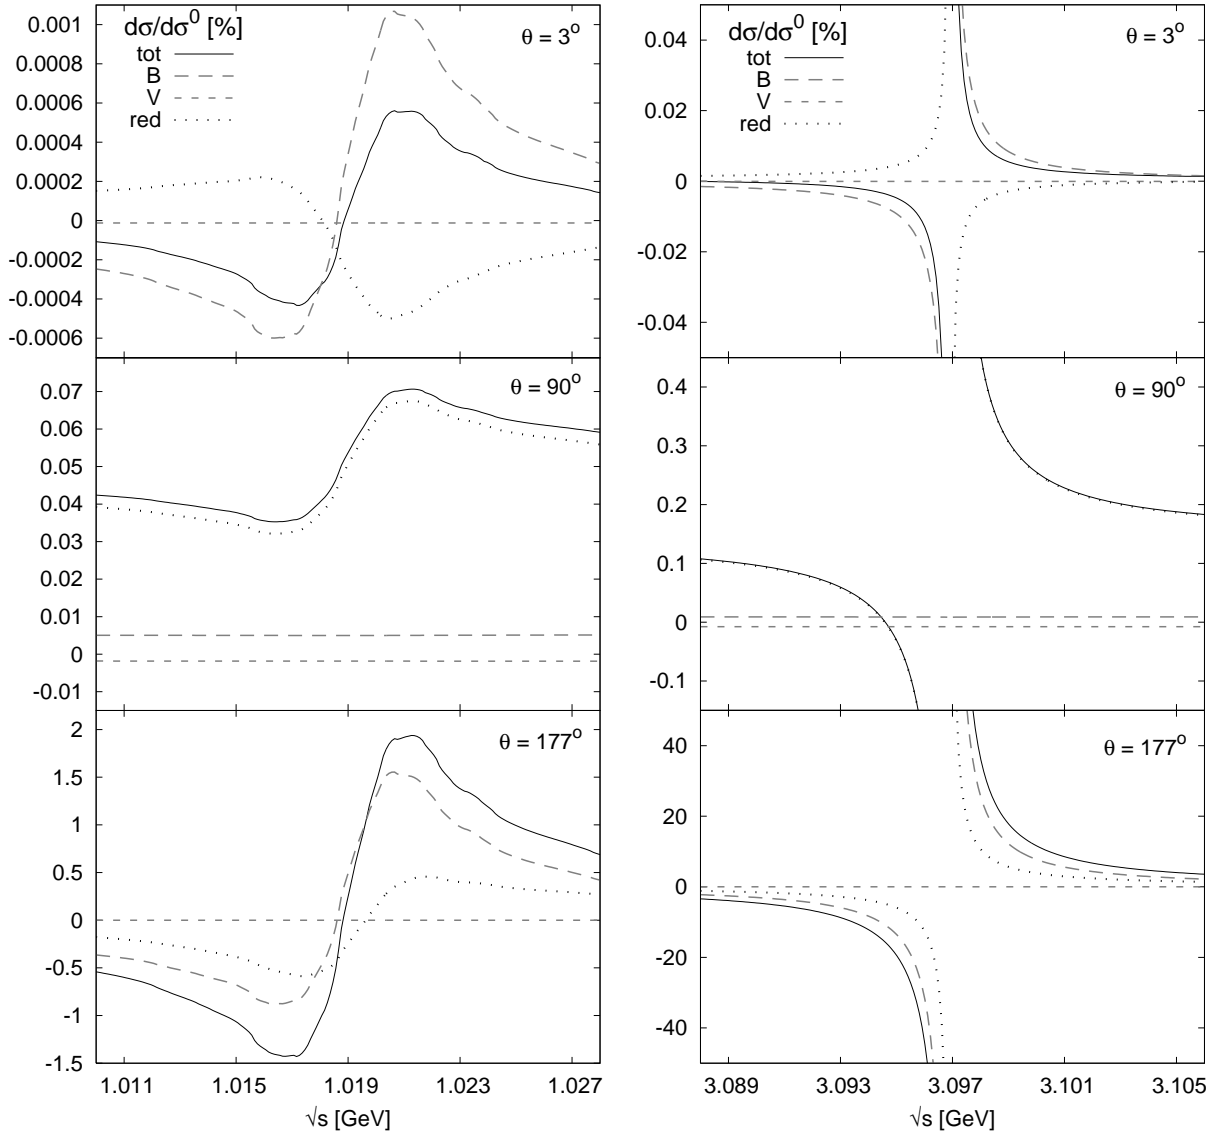 dσ/dσ⁰ [%]
tot
B
V
red
θ = 3°
0.001
0.0008
0.0006
0.0004
0.0002
0
-0.0002
-0.0004
-0.0006
θ = 90°
0.07
0.06
0.05
0.04
0.03
0.02
0.01
0
-0.01
θ = 177°
2
1.5
1
0.5
0
-0.5
-1
-1.5
1.011 1.015 1.019 1.023 1.027
√s [GeV]
dσ/dσ⁰ [%]
tot
B
V
red
θ = 3°
0.04
0.02
0
-0.02
-0.04
θ = 90°
0.4
0.3
0.2
0.1
0
-0.1
θ = 177°
40
20
0
-20
-40
3.089 3.093 3.097 3.101 3.105
√s [GeV]